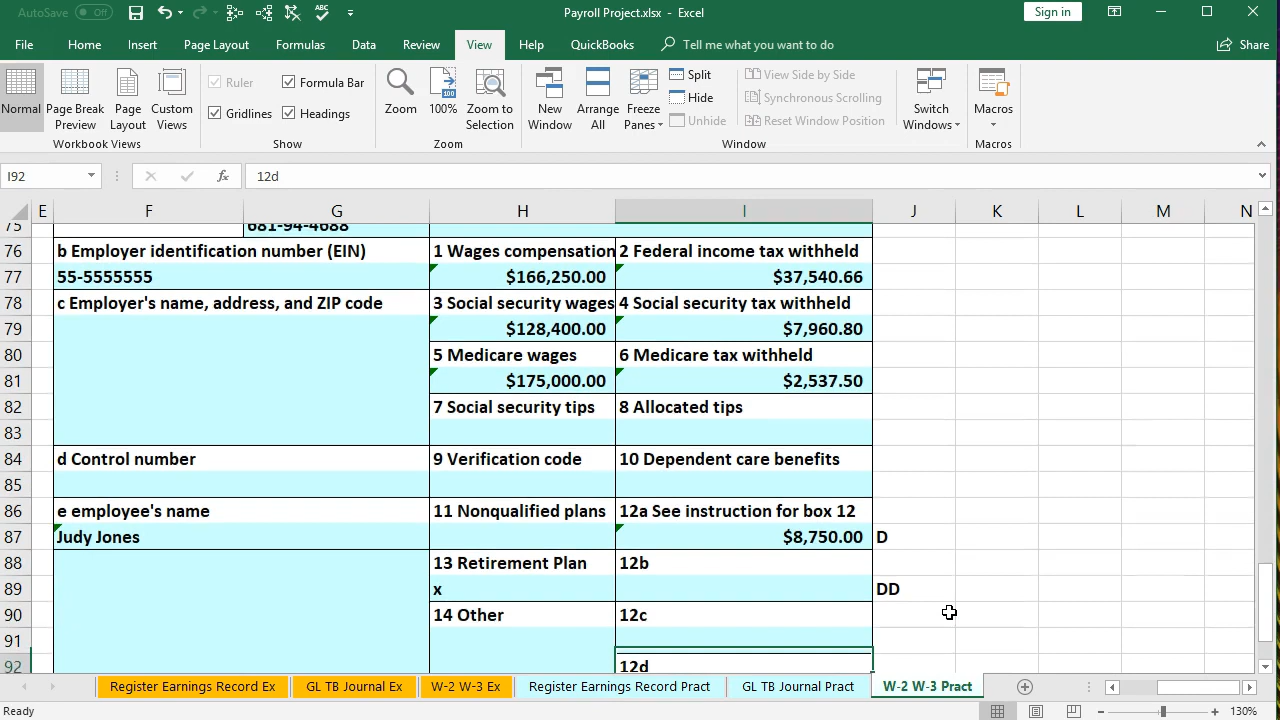 AutoSave Off Payroll Project.xlsx - Excel Sign in
File Home Insert Page Layout Formulas Data Review View Help QuickBooks Tell me what you want to do Share
Normal Page Break Preview Page Layout Custom Views
Workbook Views
Ruler Formula Bar
Gridlines Headings
Show
Zoom 100% Zoom to Selection
Zoom
New Window Arrange All Freeze Panes
Split
Hide
Unhide
View Side by Side
Synchronous Scrolling
Reset Window Position
Switch Windows
Window
Macros
Macros
I92 fx 12d
E F G H I J K L M N
75 681-94-4688
76 b Employer identification number (EIN) 1 Wages compensation 2 Federal income tax withheld
77 55-5555555 $166,250.00 $37,540.66
78 c Employer's name, address, and ZIP code 3 Social security wages 4 Social security tax withheld
79 $128,400.00 $7,960.80
80 5 Medicare wages 6 Medicare tax withheld
81 $175,000.00 $2,537.50
82 7 Social security tips 8 Allocated tips
83
84 d Control number 9 Verification code 10 Dependent care benefits
85
86 e employee's name 11 Nonqualified plans 12a See instruction for box 12
87 Judy Jones $8,750.00 D
88 13 Retirement Plan 12b
89 x DD
90 14 Other 12c
91
92 12d
Register Earnings Record Ex GL TB Journal Ex W-2 W-3 Ex Register Earnings Record Pract GL TB Journal Pract W-2 W-3 Pract
Ready 130%